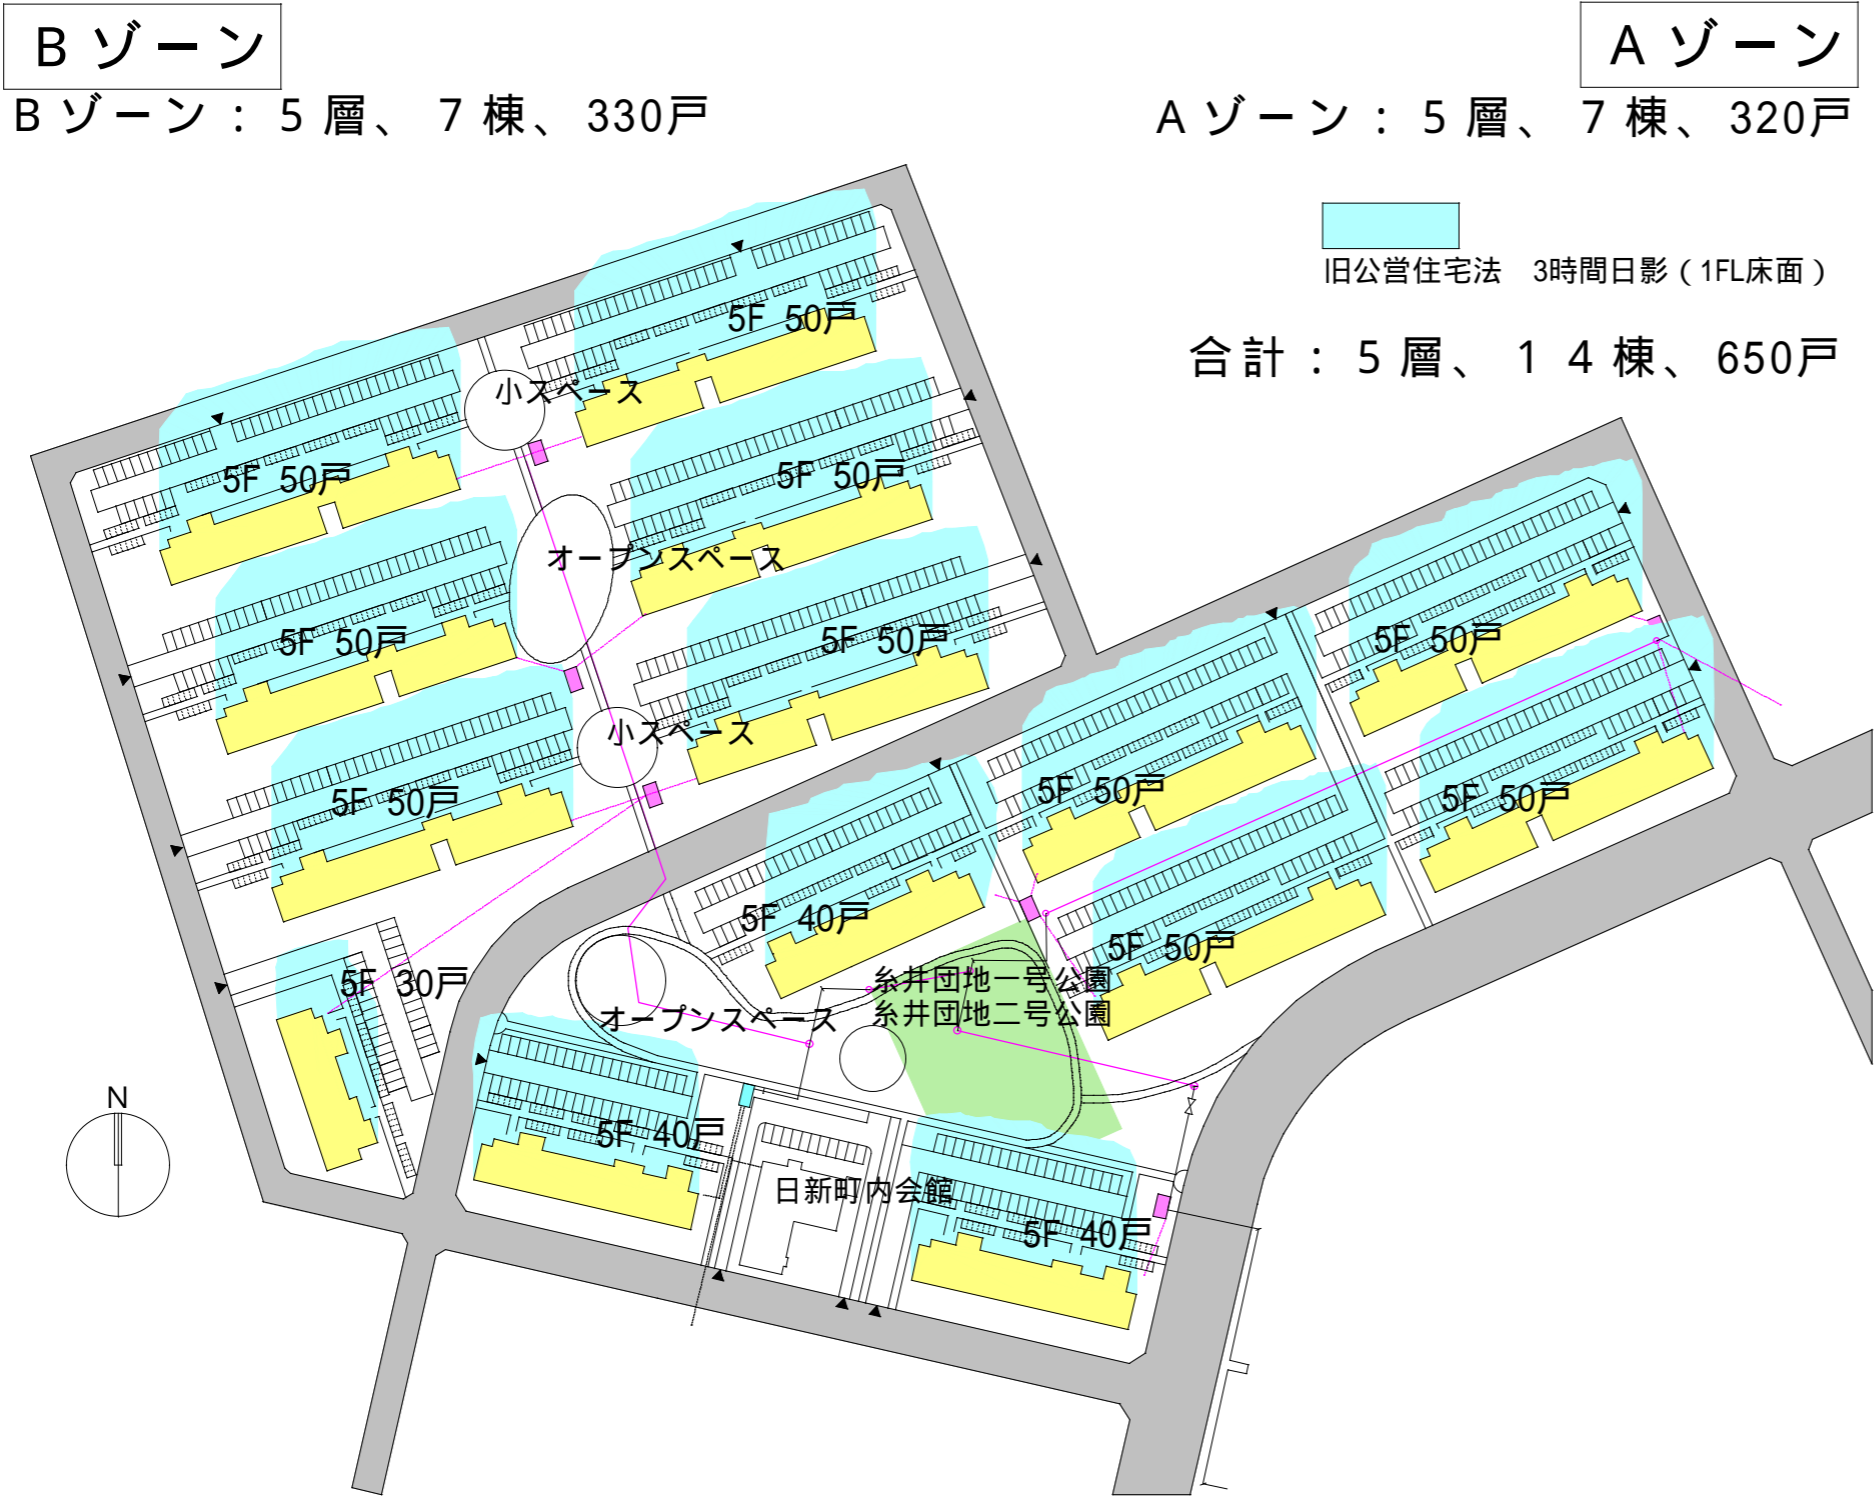 Bゾーン
Aゾーン
Bゾーン：5層、7棟、330戸
Aゾーン：5層、7棟、320戸
旧公営住宅法　3時間日影（1FL床面）
合計：5層、14棟、650戸
5F 50戸
小スペース
5F 50戸
5F 50戸
オープンスペース
5F 50戸
5F 50戸
5F 50戸
小スペース
5F 50戸
5F 50戸
5F 50戸
5F 40戸
5F 50戸
5F 30戸
糸井団地一号公園
糸井団地二号公園
オープンスペース
N
5F 40戸
日新町内会館
5F 40戸